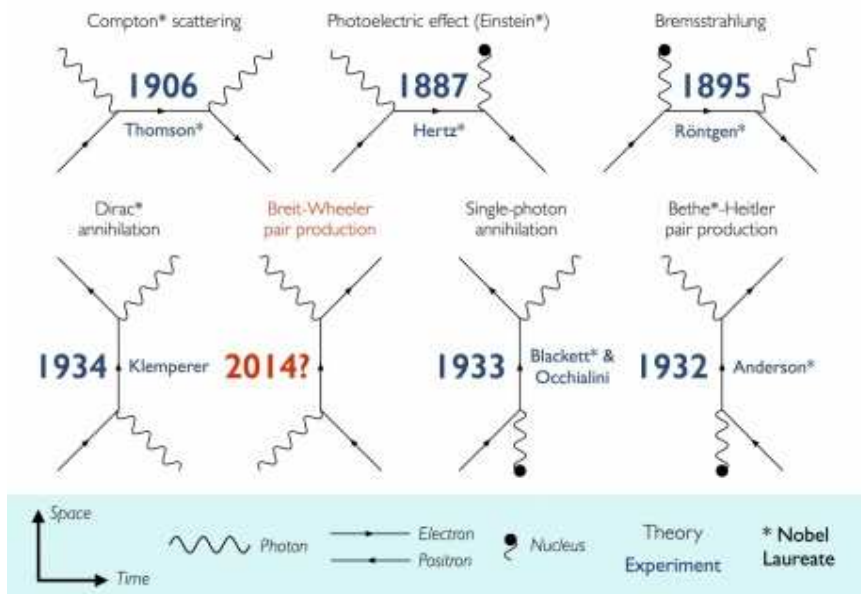 Compton* scattering
Photoelectric effect (Einstein*)
Bremsstrahlung
1906
1887
1895
Thomson*
Hertz*
Röntgen*
Dirac*
annihilation
Breit-Wheeler
pair production
Single-photon
annihilation
Bethe*-Heitler
pair production
1934
Klemperer
2014?
1933
Blackett* &
Occhialini
1932
Anderson*
Space
Time
Photon
Electron
Positron
Nucleus
Theory
Experiment
* Nobel
Laureate